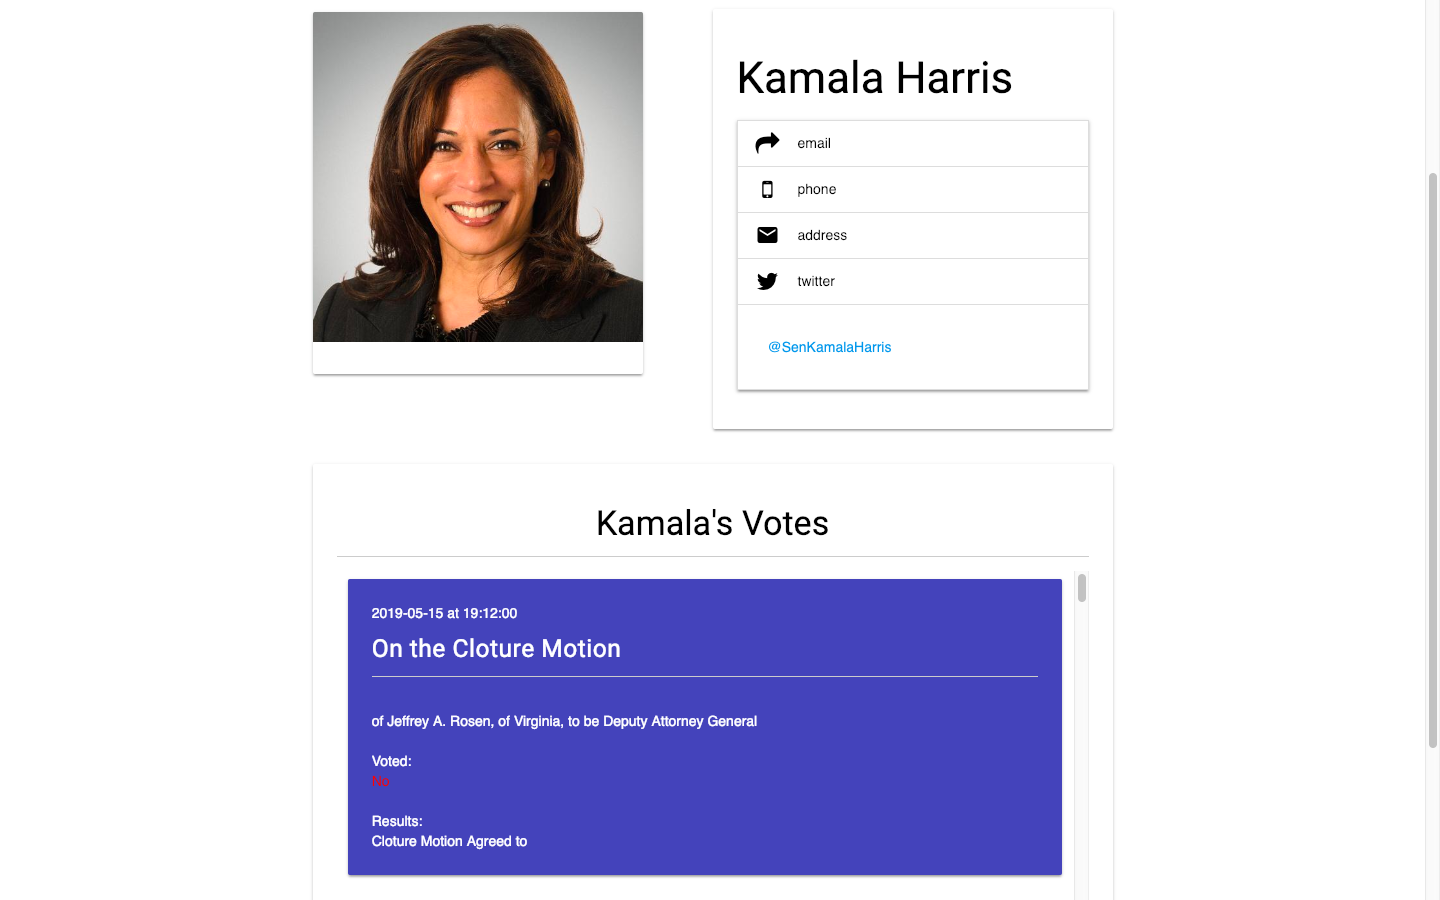 Kamala Harris
email
phone
address
twitter
@SenKamalaHarris
Kamala's Votes
2019-05-15 at 19:12:00
On the Cloture Motion
of Jeffrey A. Rosen, of Virginia, to be Deputy Attorney General
Voted:
No
Results:
Cloture Motion Agreed to